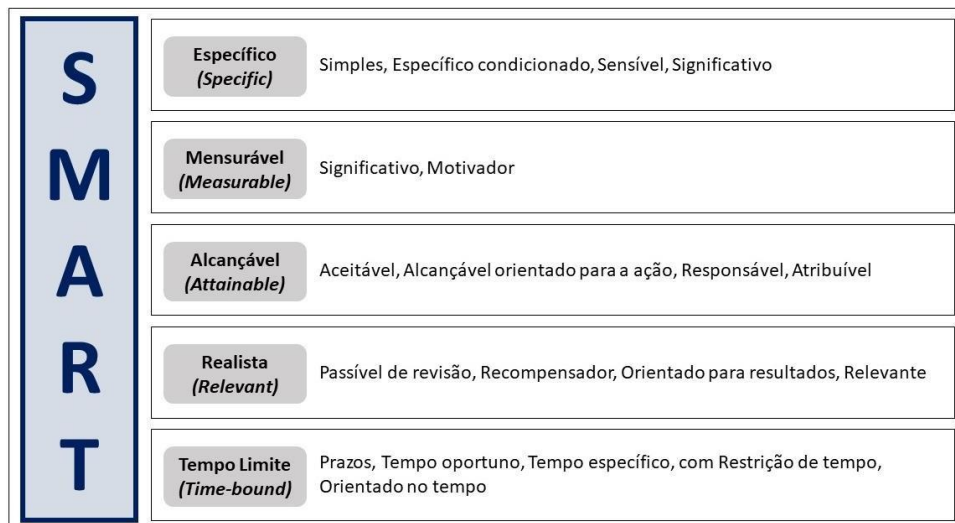 S
Específico
(Specific)
Simples, Específico condicionado, Sensível, Significativo
M
Mensurável
(Measurable)
Significativo, Motivador
A
Alcançável
(Attainable)
Aceitável, Alcançável orientado para a ação, Responsável, Atribuível
R
Realista
(Relevant)
Passível de revisão, Recompensador, Orientado para resultados, Relevante
T
Tempo Limite
(Time-bound)
Prazos, Tempo oportuno, Tempo específico, com Restrição de tempo,
Orientado no tempo